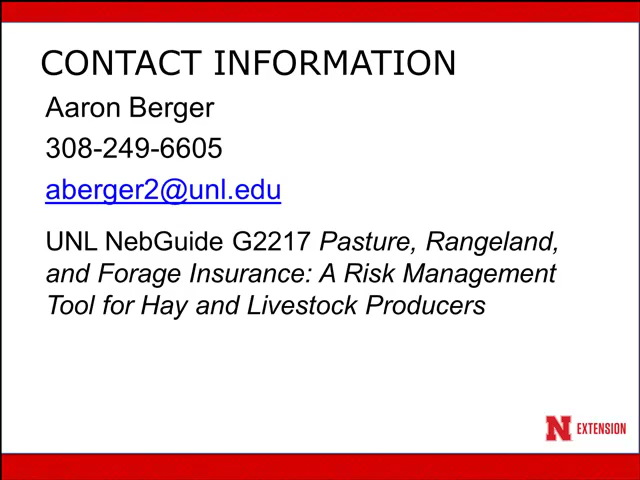 CONTACT INFORMATION
Aaron Berger
308-249-6605
aberger2@unl.edu
UNL NebGuide G2217 Pasture, Rangeland,
and Forage Insurance: A Risk Management
Tool for Hay and Livestock Producers
N EXTENSION